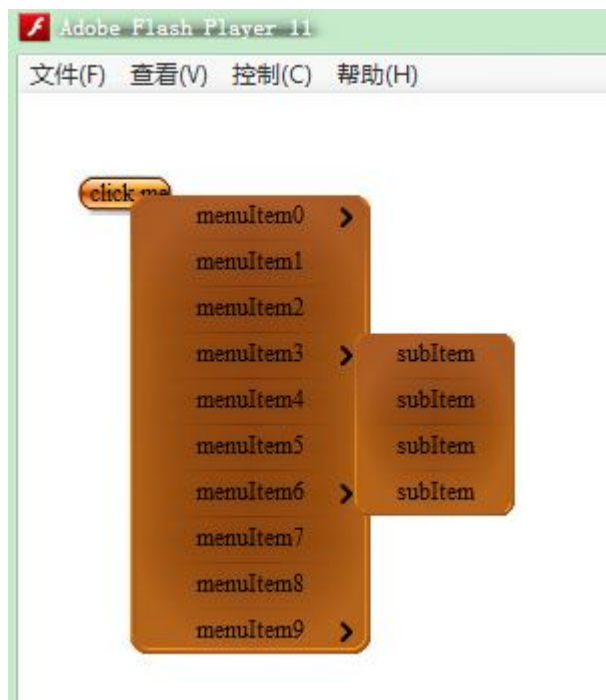 Adobe Flash Player 11
文件(F) 查看(V) 控制(C) 帮助(H)
click me
menuItem0
menuItem1
menuItem2
menuItem3
subItem
menuItem4
subItem
menuItem5
subItem
menuItem6
subItem
menuItem7
menuItem8
menuItem9